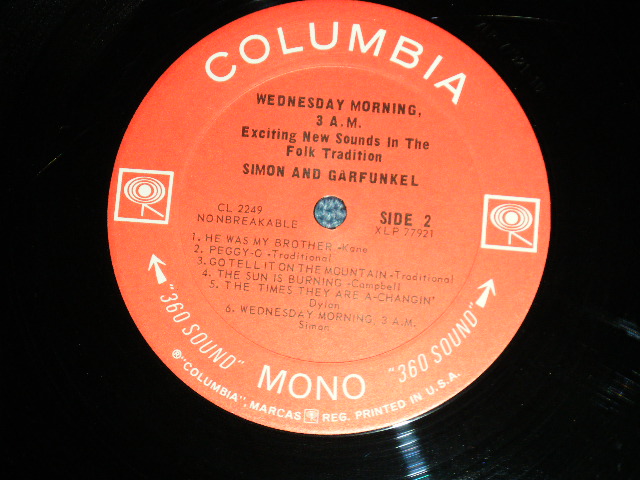 COLUMBIA
WEDNESDAY MORNING,
3 A.M.
Exciting New Sounds In The
Folk Tradition
SIMON AND GARFUNKEL
CL 2249
NONBREAKABLE
SIDE 2
XLP 77921
1. HE WAS MY BROTHER -Kane
2. PEGGY-O -Traditional
3. GO TELL IT ON THE MOUNTAIN -Traditional
4. THE SUN IS BURNING -Campbell
5. THE TIMES THEY ARE A-CHANGIN'
Dylan
6. WEDNESDAY MORNING, 3 A.M.
Simon
"360 SOUND"
MONO
"360 SOUND"
® "COLUMBIA", MARCAS REG. PRINTED IN U.S.A.